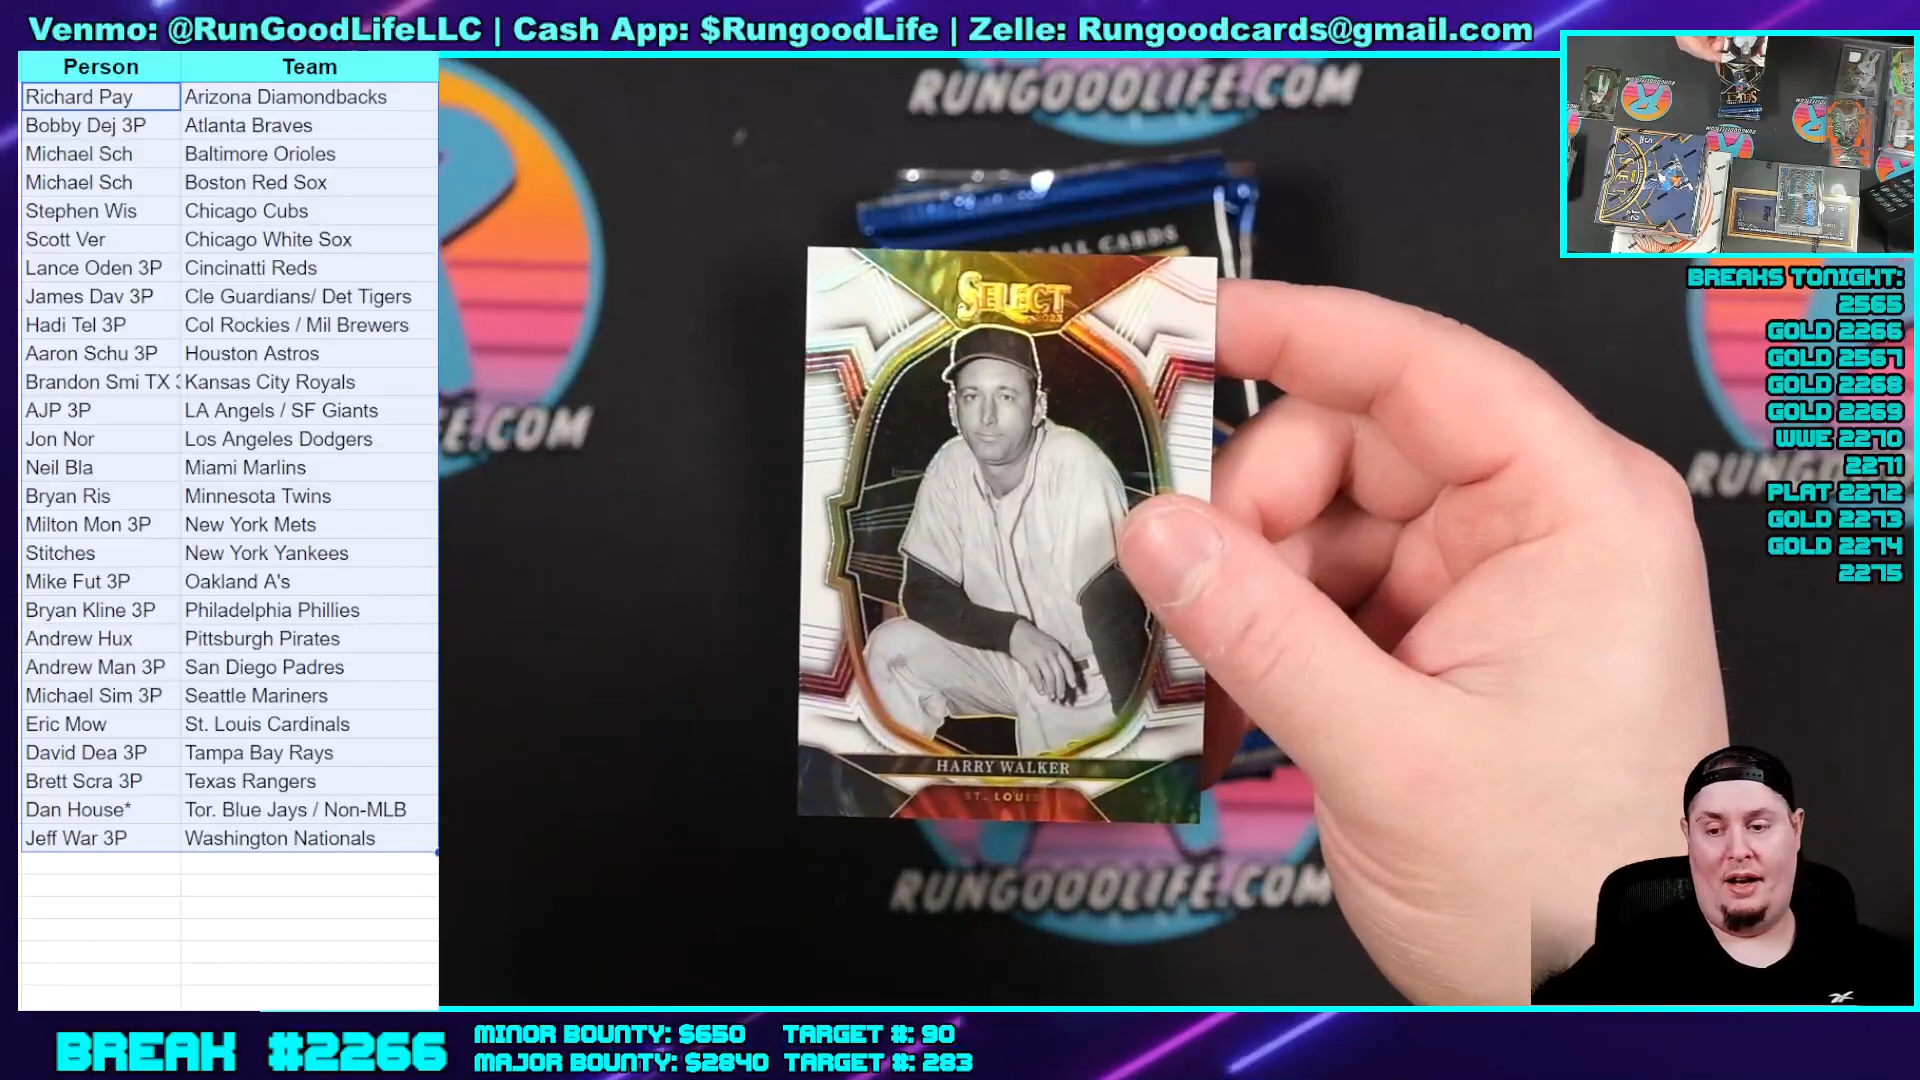 Venmo: @RunGoodLifeLLC | Cash App: $RungoodLife | Zelle: Rungoodcards@gmail.com
Person Team
Richard Pay Arizona Diamondbacks
Bobby Dej 3P Atlanta Braves
Michael Sch Baltimore Orioles
Michael Sch Boston Red Sox
Stephen Wis Chicago Cubs
Scott Ver Chicago White Sox
Lance Oden 3P Cincinatti Reds
James Dav 3P Cle Guardians/ Det Tigers
Hadi Tel 3P Col Rockies / Mil Brewers
Aaron Schu 3P Houston Astros
Brandon Smi TX Kansas City Royals
AJP 3P LA Angels / SF Giants
Jon Nor Los Angeles Dodgers
Neil Bla Miami Marlins
Bryan Ris Minnesota Twins
Milton Mon 3P New York Mets
Stitches New York Yankees
Mike Fut 3P Oakland A's
Bryan Kline 3P Philadelphia Phillies
Andrew Hux Pittsburgh Pirates
Andrew Man 3P San Diego Padres
Michael Sim 3P Seattle Mariners
Eric Mow St. Louis Cardinals
David Dea 3P Tampa Bay Rays
Brett Scra 3P Texas Rangers
Dan House* Tor. Blue Jays / Non-MLB
Jeff War 3P Washington Nationals
RUNGOODLIFE.COM
CARDS
SELECT
2023
HARRY WALKER
ST. LOUIS
E.COM
RUNGOODLIFE.COM
RUNG
SELECT
BREAKS TONIGHT:
2565
GOLD 2266
GOLD 2567
GOLD 2268
GOLD 2269
WWE 2270
2271
PLAT 2272
GOLD 2273
GOLD 2274
2275
BREAK #2266
MINOR BOUNTY: $650 TARGET #: 90
MAJOR BOUNTY: $2840 TARGET #: 283